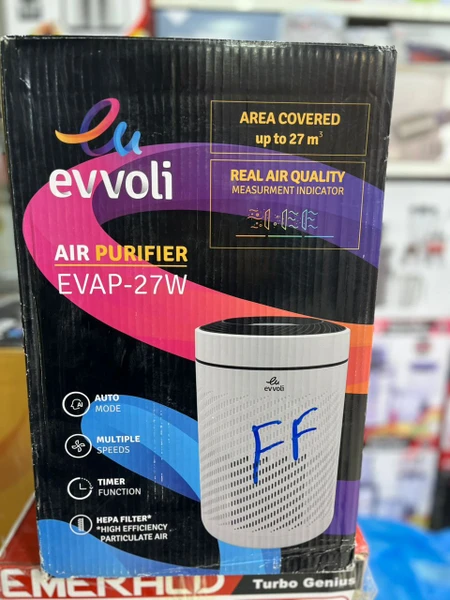 AREA COVERED
up to 27 m³
evvoli
REAL AIR QUALITY
MEASURMENT INDICATOR
AIR PURIFIER
EVAP-27W
evvoli
FF
AUTO
MODE
MULTIPLE
SPEEDS
TIMER
FUNCTION
HEPA FILTER*
*HIGH EFFICIENCY
PARTICULATE AIR
EMERALD
Turbo Genius